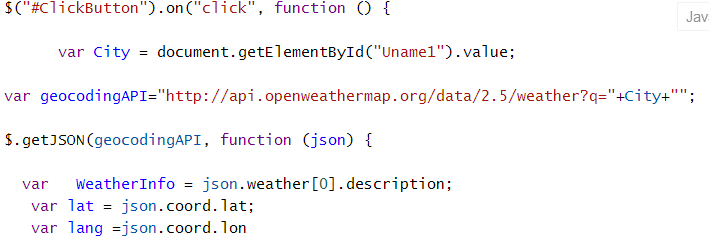 $("#ClickButton").on("click", function () {
Jav
var City = document.getElementById("Uname1").value;
var geocodingAPI="http://api.openweathermap.org/data/2.5/weather?q="+City+"";
$.getJSON(geocodingAPI, function (json) {
var   WeatherInfo = json.weather[0].description;
var lat = json.coord.lat;
var lang =json.coord.lon